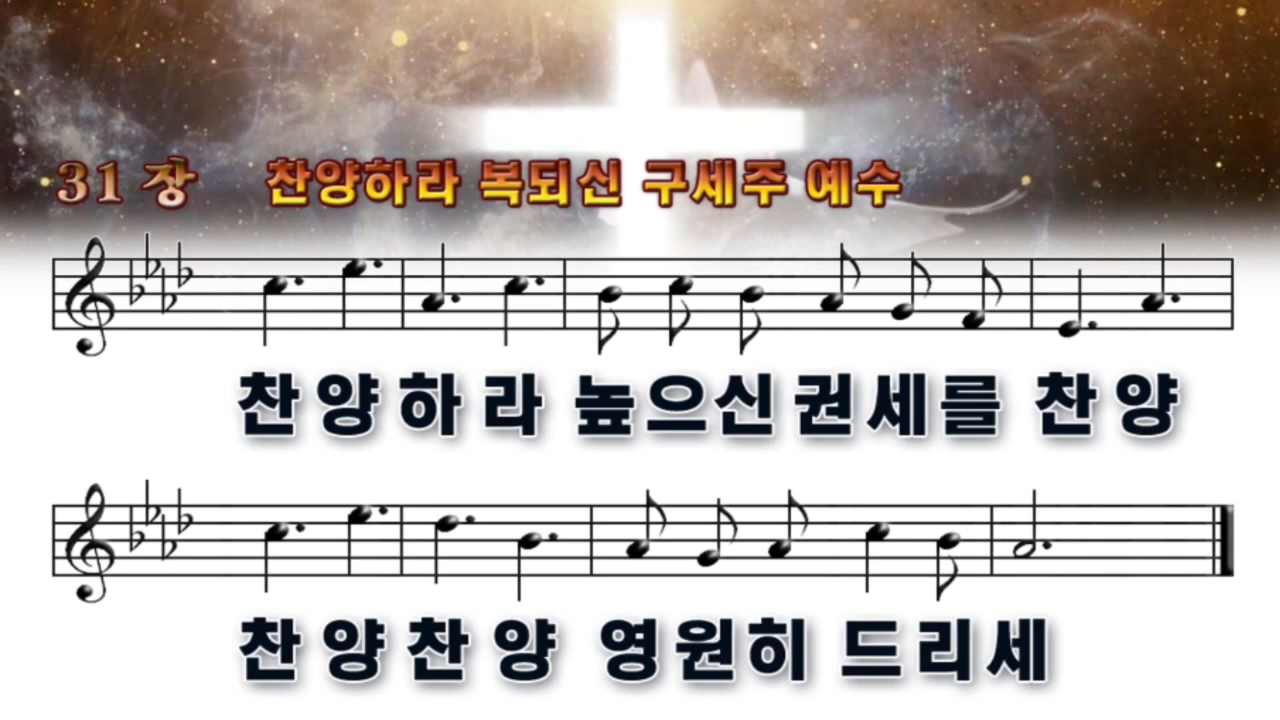 31 장 찬양하라 복되신 구세주 예수
찬 양 하 라 높으신권세를 찬 양
찬 양 찬 양 영원히 드리세